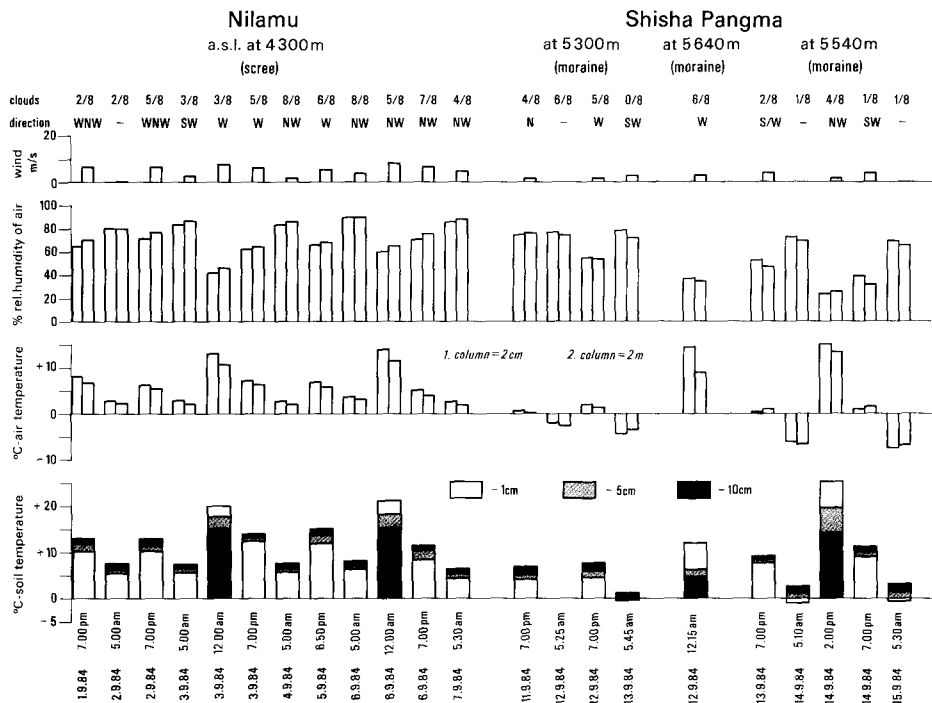 Nilamu Shisha Pangma
a.s.l. at 4300m at 5300m at 5640m at 5540m
(scree) (moraine) (moraine) (moraine)
clouds 2/8 2/8 5/8 3/8 3/8 5/8 8/8 6/8 8/8 5/8 7/8 4/8 4/8 6/8 5/8 0/8 6/8 2/8 1/8 4/8 1/8 1/8
direction WNW – WNW SW W W NW W NW NW NW NW N – W SW W S/W – NW SW –
wind m/s
20
10
0
% rel.humidity of air
100
80
60
40
20
0
°C-air temperature
+10
0
-10
1. column=2cm 2. column=2m
°C-soil temperature
+20
+10
0
-5
-1cm -5cm -10cm
7.00pm 5.00am 7.00pm 5.00am 12.00am 7.00pm 5.00am 6.50pm 5.00am 12.00am 7.00pm 5.30am 7.00pm 5.25am 7.00pm 5.45am 12.15am 7.00pm 5.10am 2.00pm 7.00pm 5.30am
1.9.84 2.9.84 2.9.84 3.9.84 3.9.84 3.9.84 4.9.84 5.9.84 6.9.84 6.9.84 6.9.84 7.9.84 11.9.84 12.9.84 22.9.84 13.9.84 12.9.84 13.9.84 14.9.84 14.9.84 14.9.84 15.9.84